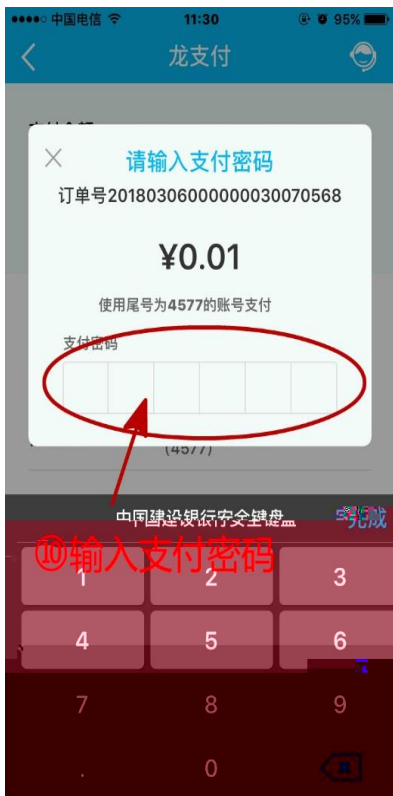 中国电信 11:30 95%
龙支付
请输入支付密码
订单号20180306000000030070568
¥0.01
使用尾号为4577的账号支付
支付密码
(4577)
中国建设银行安全键盘 完成
⑩输入支付密码
1 2 3
4 5 6
7 8 9
. 0